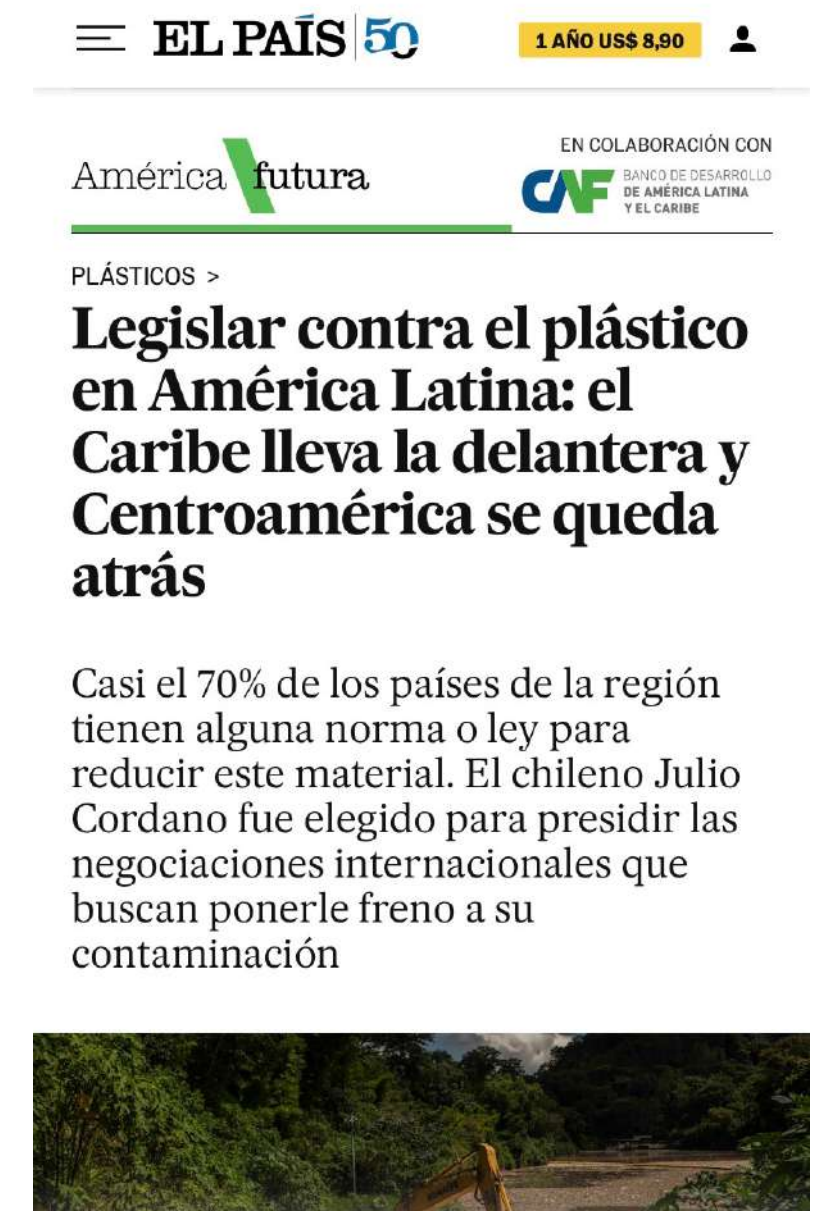 EL PAÍS 50
1 AÑO US$ 8,90
América futura
EN COLABORACIÓN CON
CAF
BANCO DE DESARROLLO
DE AMÉRICA LATINA
Y EL CARIBE
PLÁSTICOS >
Legislar contra el plástico
en América Latina: el
Caribe lleva la delantera y
Centroamérica se queda
atrás
Casi el 70% de los países de la región
tienen alguna norma o ley para
reducir este material. El chileno Julio
Cordano fue elegido para presidir las
negociaciones internacionales que
buscan ponerle freno a su
contaminación